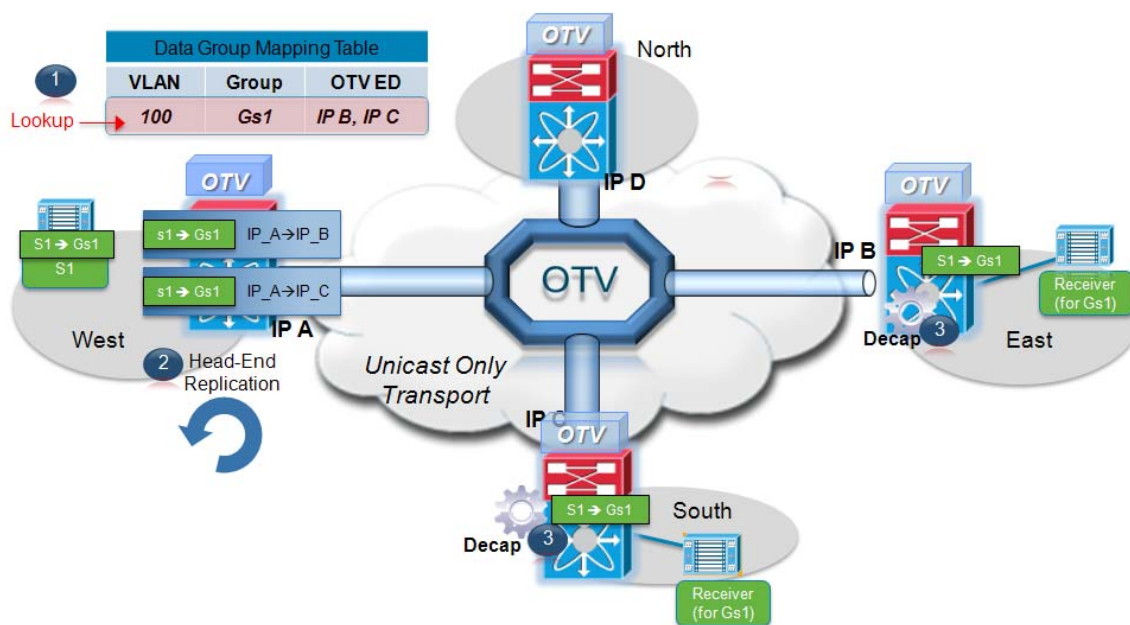 OTV
North
Data Group Mapping Table
VLAN Group OTV ED
100 Gs1 IP B, IP C
1
Lookup
OTV
IP D
OTV
S1 → Gs1
S1
s1 → Gs1 IP_A→IP_B
s1 → Gs1 IP_A→IP_C
IP A
West
OTV
IP B
S1 → Gs1
Receiver
(for Gs1)
Decap 3
East
2 Head-End
Replication
Unicast Only
Transport
IP C
OTV
S1 → Gs1
South
Decap 3
Receiver
(for Gs1)